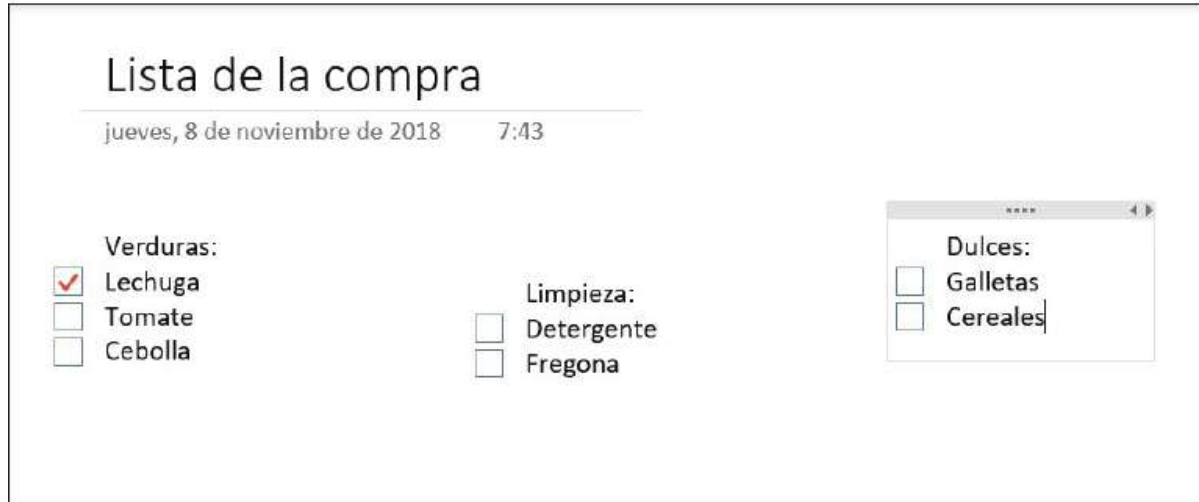 Lista de la compra
jueves, 8 de noviembre de 2018 7:43
Verduras:
Lechuga
Tomate
Cebolla
Limpieza:
Detergente
Fregona
Dulces:
Galletas
Cereales